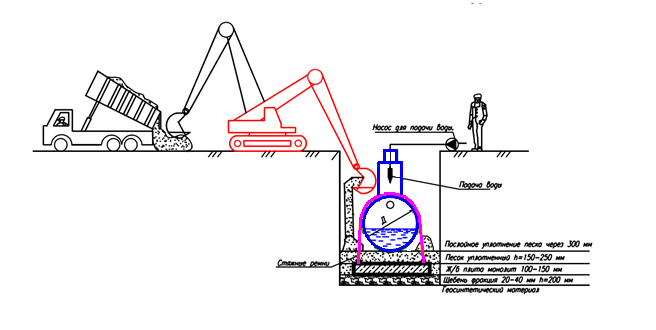 Насос для подачи воды
Подача воды
Д
Послойное уплотнение песка через 300 мм
Песок уплотненный h=150-250 мм
Стяжные ремни
Ж/б плита монолит 100-150 мм
Щебень фракция 20-40 мм h=200 мм
Геосинтетический материал